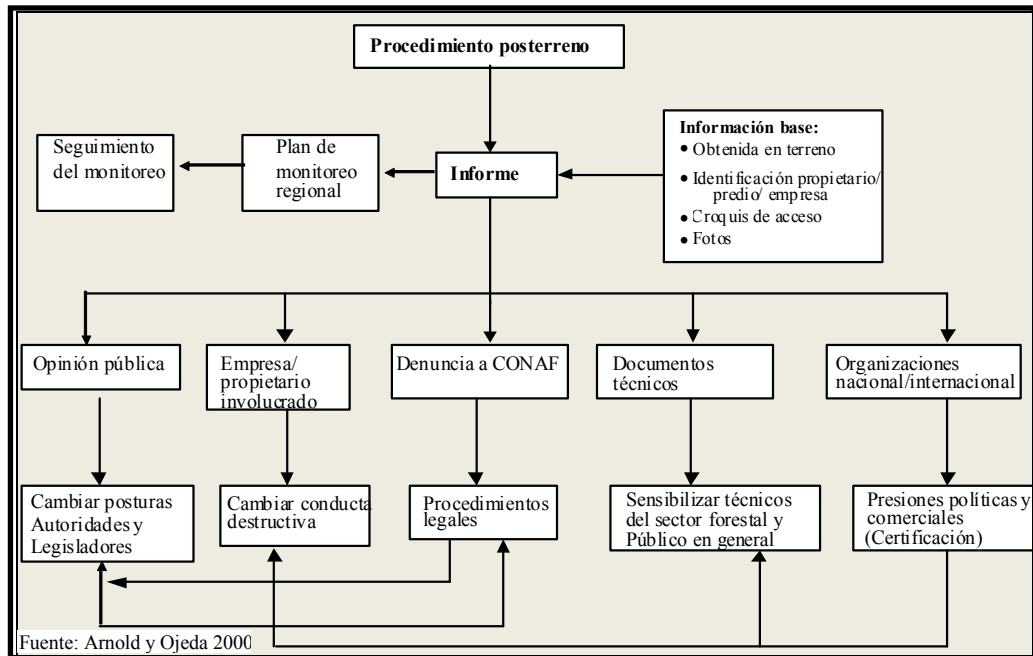 Procedimiento posterreno
Información base:
• Obtenida en terreno
• Identificación propietario/
predio/ empresa
• Croquis de acceso
• Fotos
Seguimiento
del monitoreo
Plan de
monitoreo
regional
Informe
Opinión pública
Empresa/
propietario
involucrado
Denuncia a CONAF
Documentos
técnicos
Organizaciones
nacional/internacional
Cambiar posturas
Autoridades y
Legisladores
Cambiar conducta
destructiva
Procedimientos
legales
Sensibilizar técnicos
del sector forestal y
Público en general
Presiones políticas y
comerciales
(Certificación)
Fuente: Arnold y Ojeda 2000